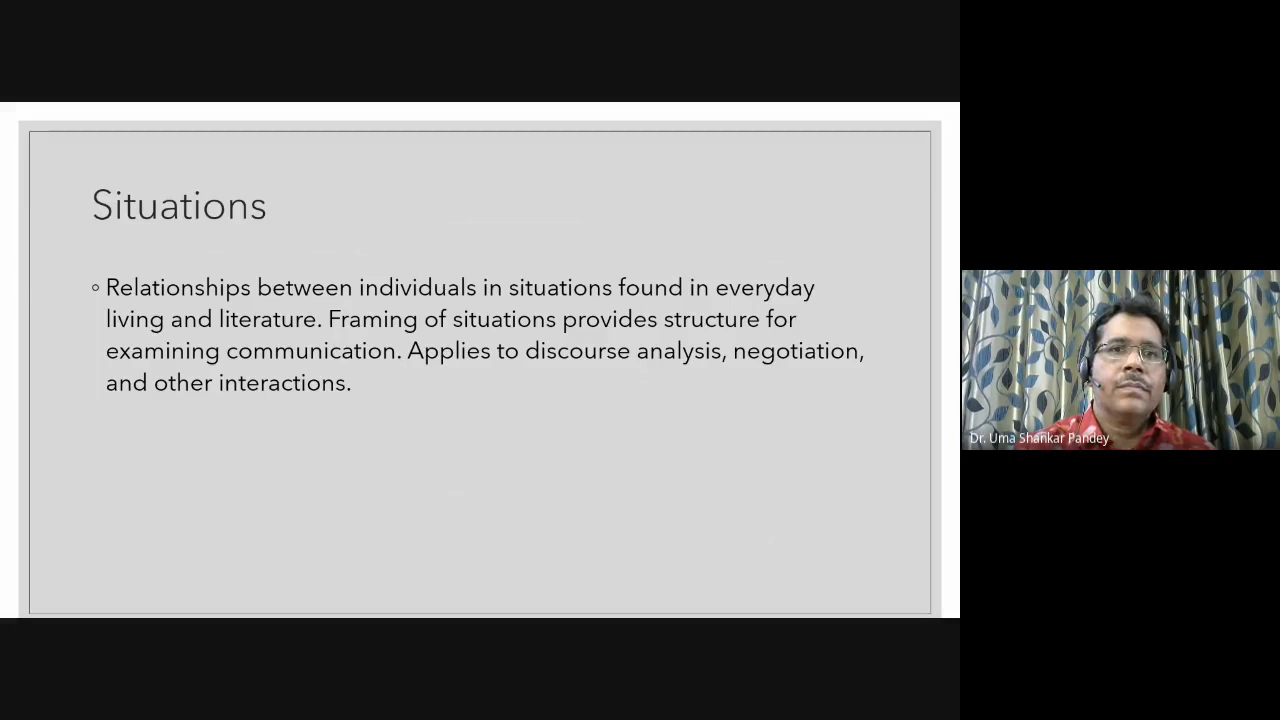 Situations
◦ Relationships between individuals in situations found in everyday
living and literature. Framing of situations provides structure for
examining communication. Applies to discourse analysis, negotiation,
and other interactions.
Dr. Uma Shankar Pandey